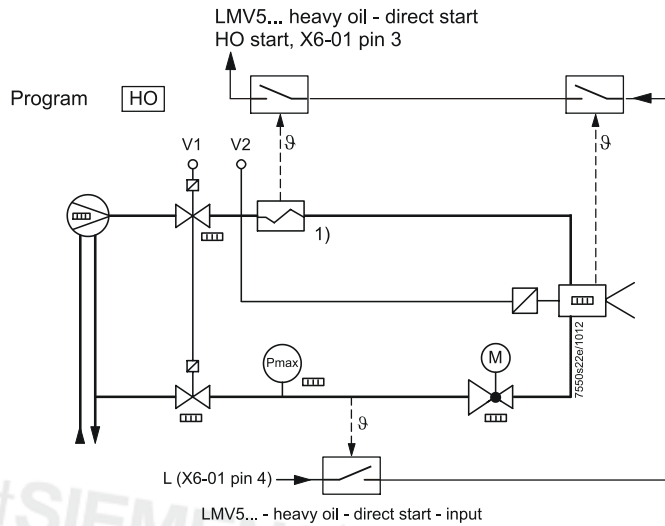 LMV5... heavy oil - direct start
HO start, X6-01 pin 3
Program HO
ϑ ϑ
V1 V2
1)
Pmax
M
7550s22e/1012
ϑ
L (X6-01 pin 4)
LMV5... - heavy oil - direct start - input